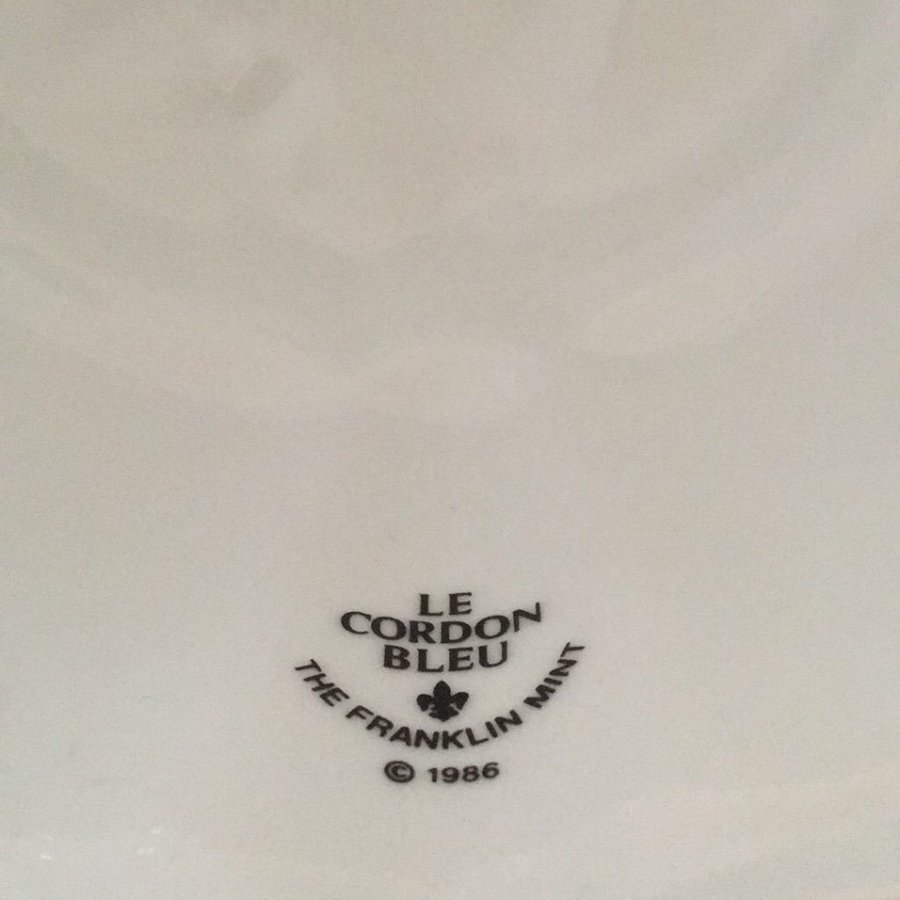 LE
CORDON
BLEU
THE FRANKLIN MINT
© 1986